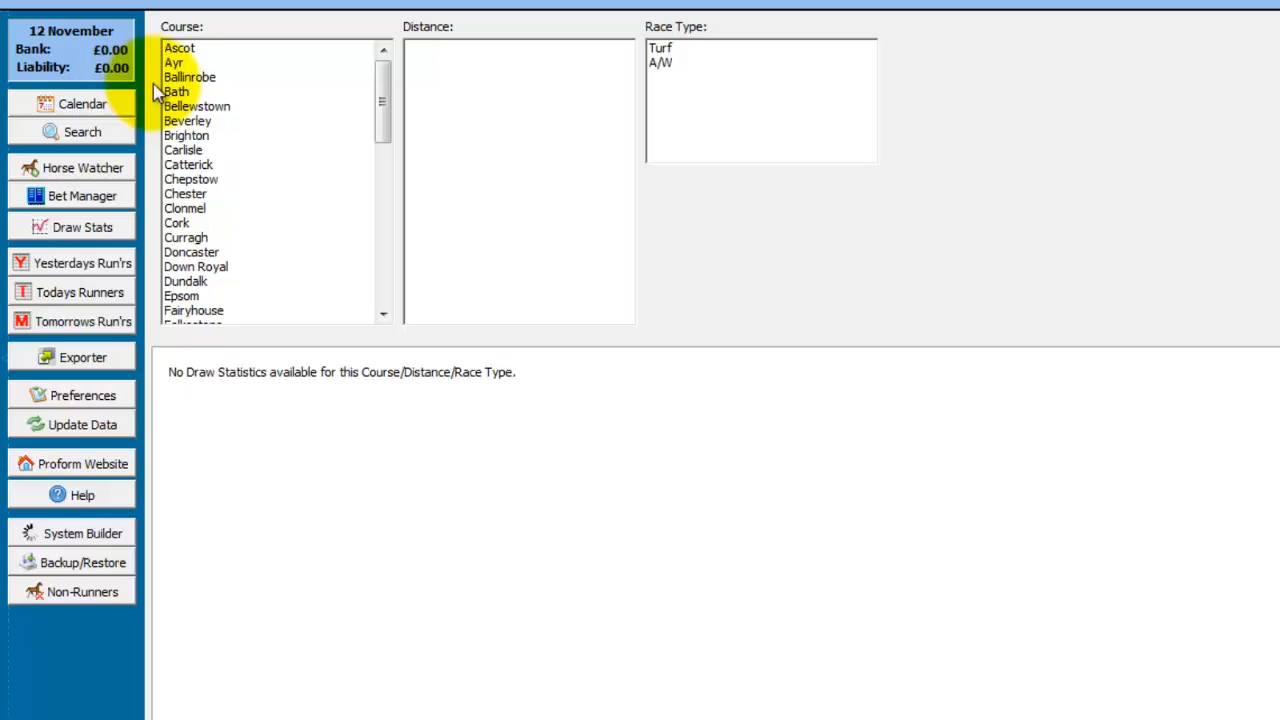 12 November
Bank: £0.00
Liability: £0.00
Calendar
Search
Horse Watcher
Bet Manager
Draw Stats
Yesterdays Run'rs
Todays Runners
Tomorrows Run'rs
Exporter
Preferences
Update Data
Proform Website
Help
System Builder
Backup/Restore
Non-Runners
Course:
Ascot
Ayr
Ballinrobe
Bath
Bellewstown
Beverley
Brighton
Carlisle
Catterick
Chepstow
Chester
Clonmel
Cork
Curragh
Doncaster
Down Royal
Dundalk
Epsom
Fairyhouse
Distance:
Race Type:
Turf
A/W
No Draw Statistics available for this Course/Distance/Race Type.